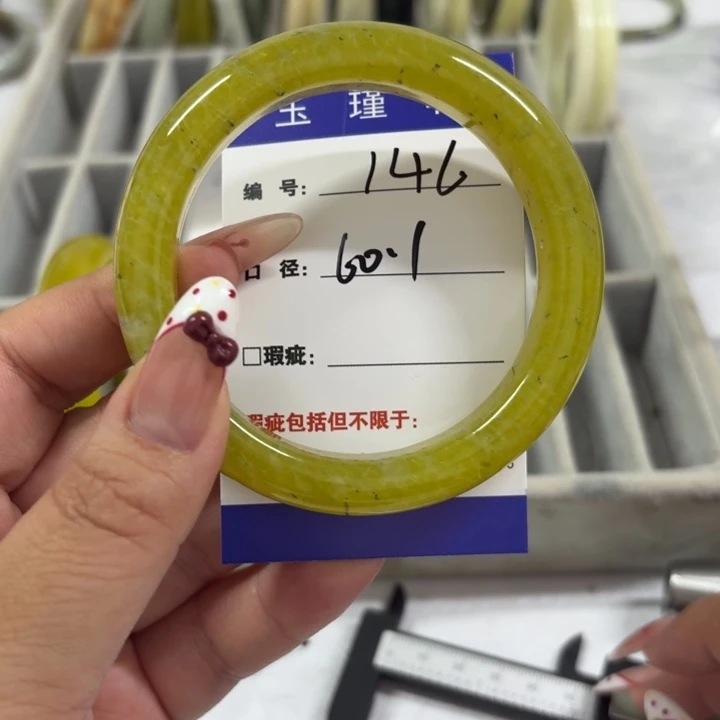 玉 瑾
编 号: 146
口 径: 60.1
□瑕疵:
瑕疵包括但不限于: